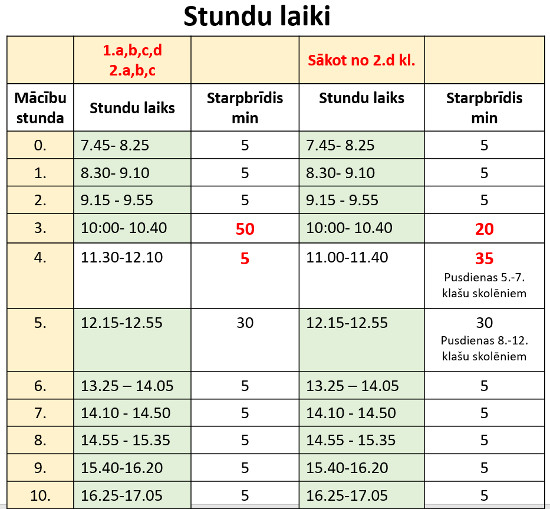 Stundu laiki
1.a,b,c,d
2.a,b,c
Sākot no 2.d kl.
Mācību stunda
Stundu laiks
Starpbrīdis min
Stundu laiks
Starpbrīdis min
0. 7.45- 8.25 5 7.45- 8.25 5
1. 8.30- 9.10 5 8.30- 9.10 5
2. 9.15 - 9.55 5 9.15 - 9.55 5
3. 10:00- 10.40 50 10:00- 10.40 20
4. 11.30-12.10 5 11.00-11.40 35
Pusdienas 5.-7.
klašu skolēniem
5. 12.15-12.55 30 12.15-12.55 30
Pusdienas 8.-12.
klašu skolēniem
6. 13.25 – 14.05 5 13.25 – 14.05 5
7. 14.10 - 14.50 5 14.10 - 14.50 5
8. 14.55 - 15.35 5 14.55 - 15.35 5
9. 15.40-16.20 5 15.40-16.20 5
10. 16.25-17.05 5 16.25-17.05 5